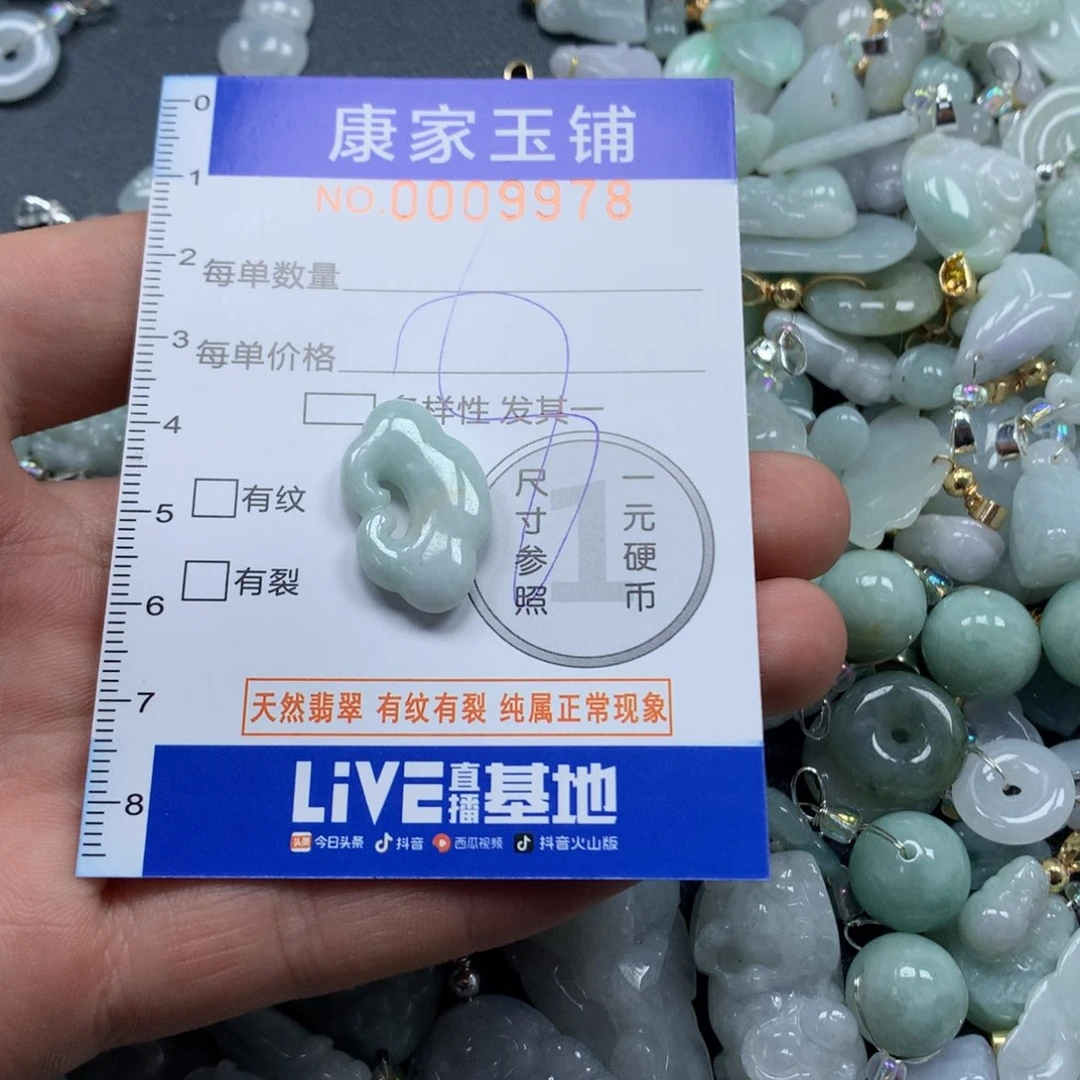 康家玉铺
NO.0009978
0
1
2
3
4
5
6
7
8
每单数量
每单价格
样性 发其一
有纹
有裂
尺寸参照
一元硬币
1
天然翡翠 有纹有裂 纯属正常现象
LiVE直播基地
头条 今日头条 抖音 西瓜视频 抖音火山版